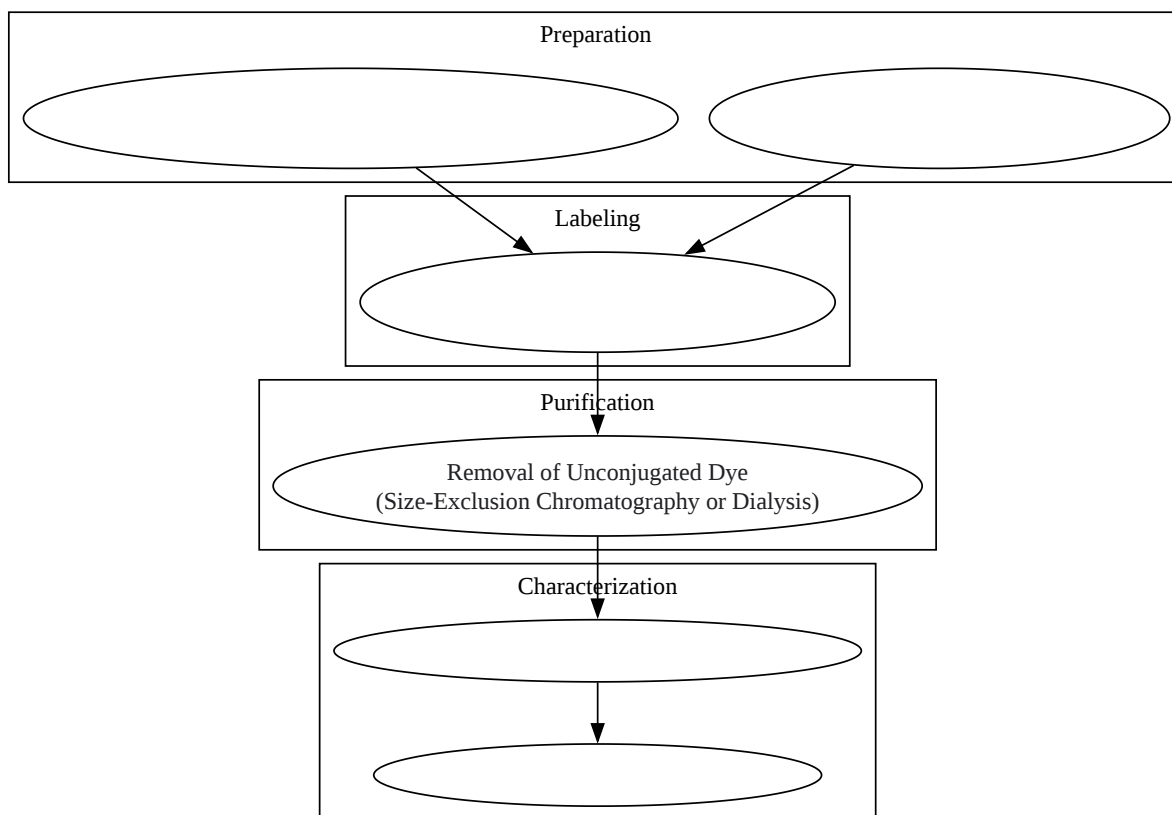 Preparation
Labeling
Purification
Removal of Unconjugated Dye
(Size-Exclusion Chromatography or Dialysis)
Characterization